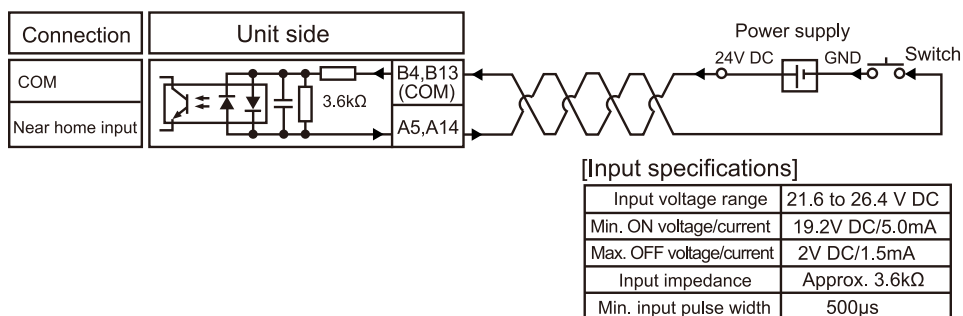 Connection Unit side
COM
Near home input
3.6kΩ
B4,B13
(COM)
A5,A14
Power supply
24V DC GND Switch
[Input specifications]
Input voltage range 21.6 to 26.4 V DC
Min. ON voltage/current 19.2V DC/5.0mA
Max. OFF voltage/current 2V DC/1.5mA
Input impedance Approx. 3.6kΩ
Min. input pulse width 500µs